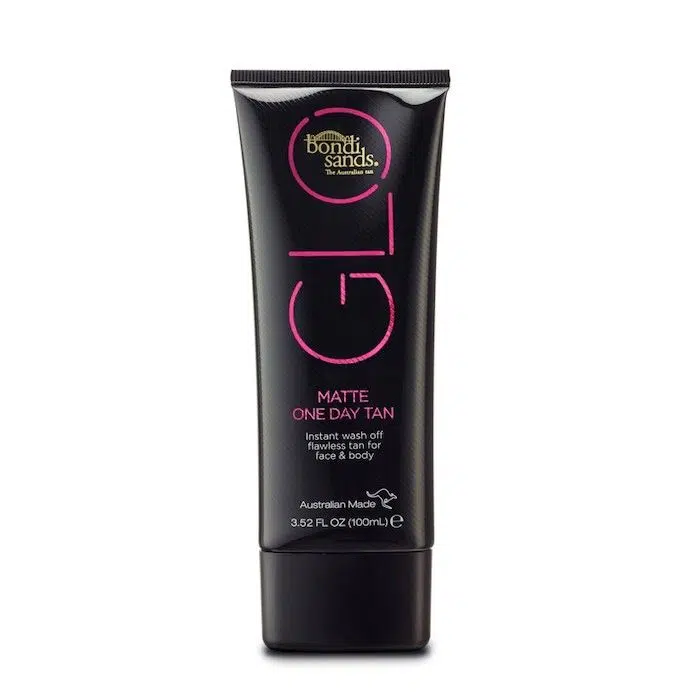 bondi
sands®
The Australian tan
GLO
MATTE
ONE DAY TAN
Instant wash off
flawless tan for
face & body
Australian Made
3.52 FL OZ (100mL) ℮